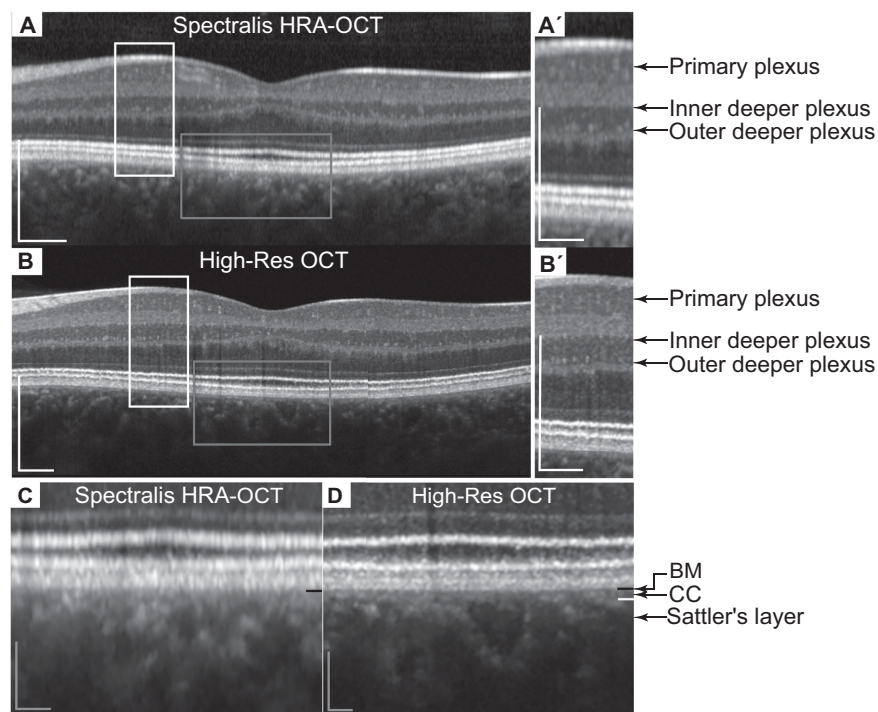 A
Spectralis HRA-OCT
A´
Primary plexus
Inner deeper plexus
Outer deeper plexus
B
High-Res OCT
B´
Primary plexus
Inner deeper plexus
Outer deeper plexus
C
Spectralis HRA-OCT
D
High-Res OCT
BM
CC
Sattler's layer